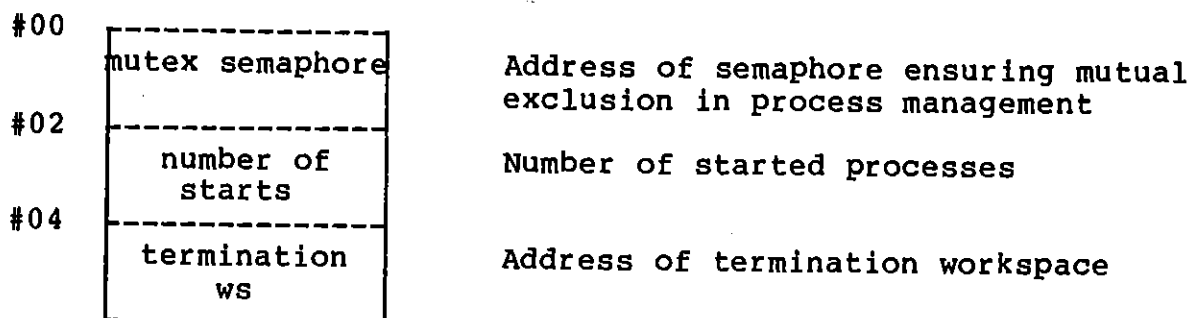 #00
mutex semaphore
Address of semaphore ensuring mutual
exclusion in process management
#02
number of
starts
Number of started processes
#04
termination
ws
Address of termination workspace